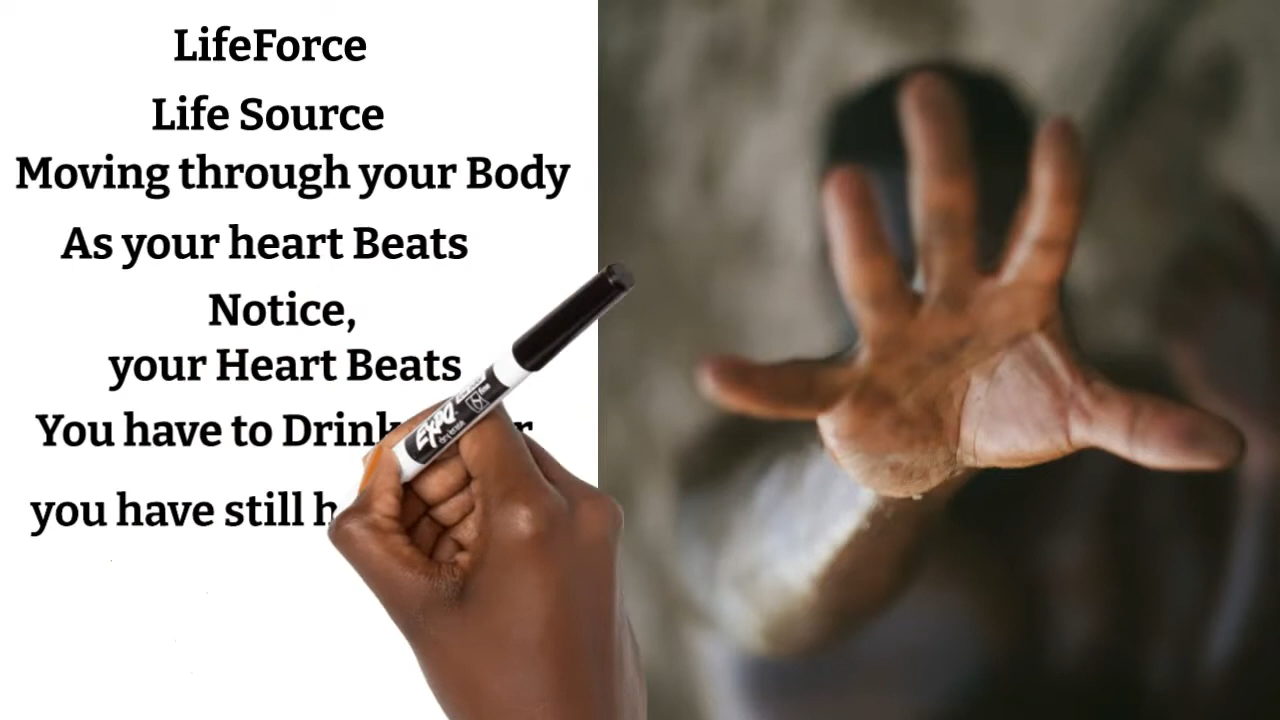 LifeForce
Life Source
Moving through your Body
As your heart Beats
Notice,
your Heart Beats
You have to Drink
you have still
EXPO